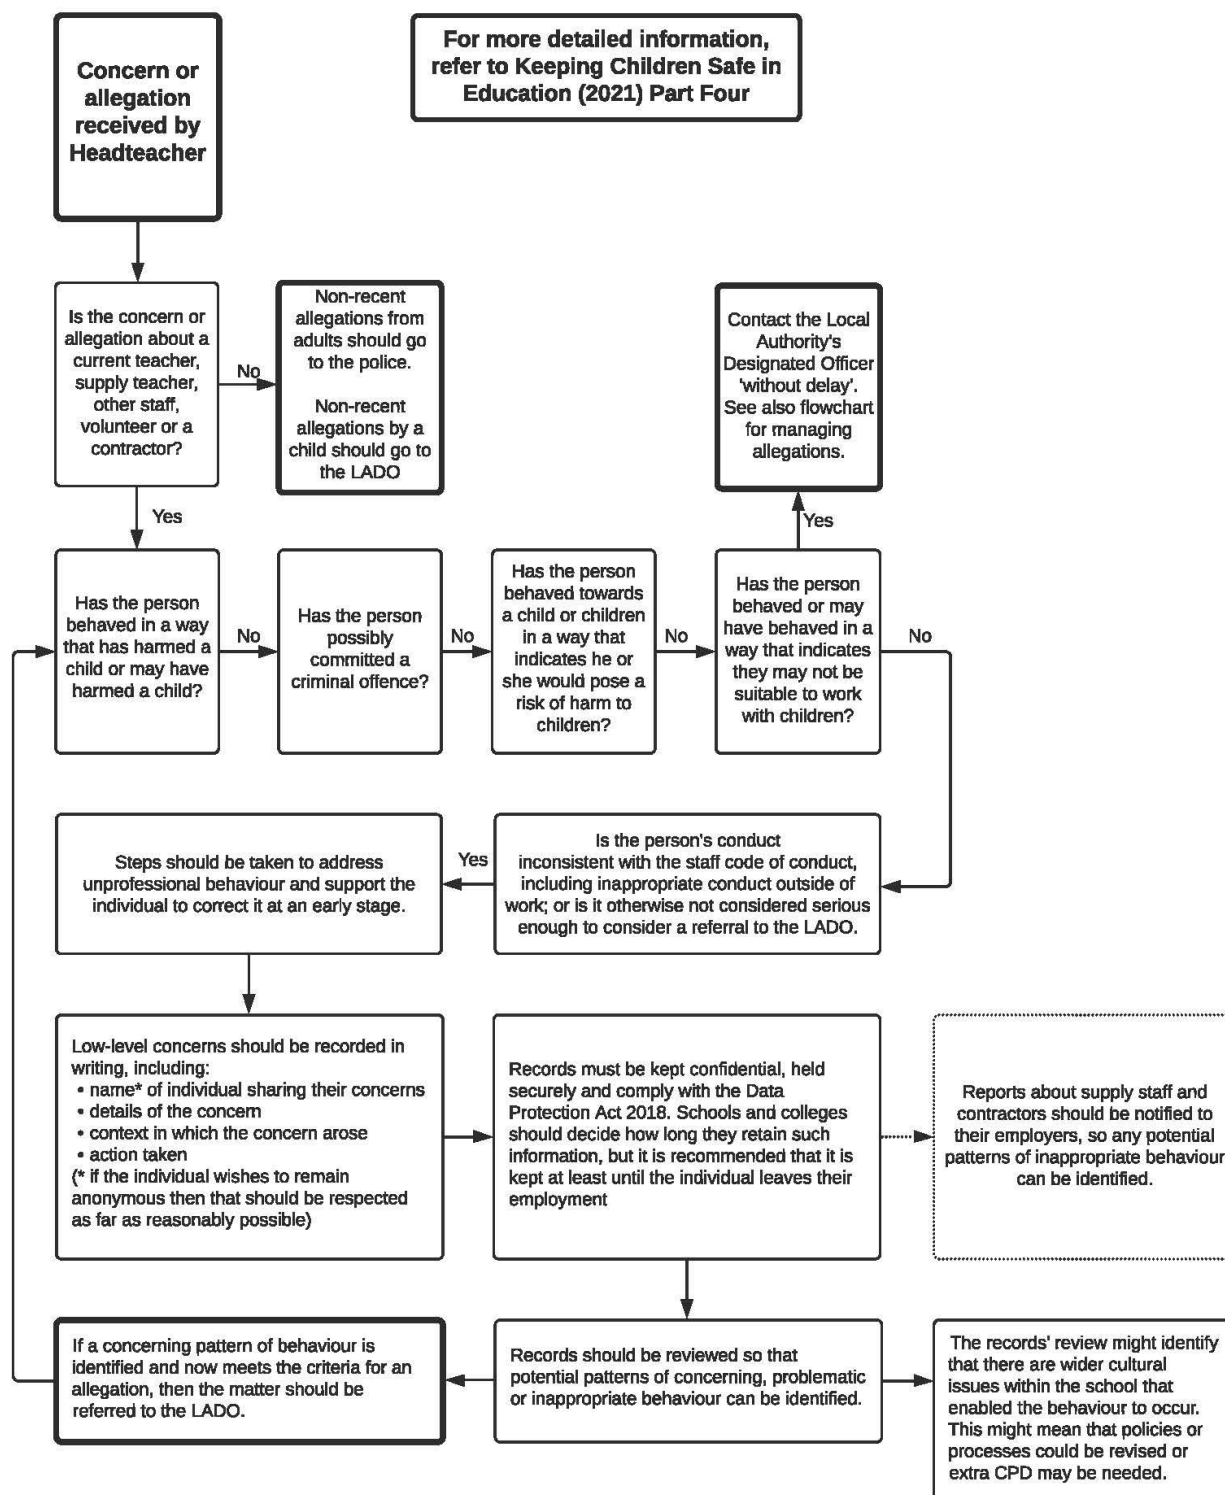 Concern or
allegation
received by
Headteacher
For more detailed information,
refer to Keeping Children Safe in
Education (2021) Part Four
Is the concern or
allegation about a
current teacher,
supply teacher,
other staff,
volunteer or a
contractor?
No
Non-recent
allegations from
adults should go
to the police.
Non-recent
allegations by a
child should go to
the LADO
Contact the Local
Authority's
Designated Officer
'without delay'.
See also flowchart
for managing
allegations.
Yes
Yes
Has the person
behaved in a way
that has harmed a
child or may have
harmed a child?
No
Has the person
possibly
committed a
criminal offence?
No
Has the person
behaved towards
a child or children
in a way that
indicates he or
she would pose a
risk of harm to
children?
No
Has the person
behaved or may
have behaved in a
way that indicates
they may not be
suitable to work
with children?
No
Is the person's conduct
inconsistent with the staff code of conduct,
including inappropriate conduct outside of
work; or is it otherwise not considered serious
enough to consider a referral to the LADO.
Yes
Steps should be taken to address
unprofessional behaviour and support the
individual to correct it at an early stage.
Low-level concerns should be recorded in
writing, including:
• name* of individual sharing their concerns
• details of the concern
• context in which the concern arose
• action taken
(* if the individual wishes to remain
anonymous then that should be respected
as far as reasonably possible)
Records must be kept confidential, held
securely and comply with the Data
Protection Act 2018. Schools and colleges
should decide how long they retain such
information, but it is recommended that it is
kept at least until the individual leaves their
employment
Reports about supply staff and
contractors should be notified to
their employers, so any potential
patterns of inappropriate behaviour
can be identified.
If a concerning pattern of behaviour is
identified and now meets the criteria for an
allegation, then the matter should be
referred to the LADO.
Records should be reviewed so that
potential patterns of concerning, problematic
or inappropriate behaviour can be identified.
The records' review might identify
that there are wider cultural
issues within the school that
enabled the behaviour to occur.
This might mean that policies or
processes could be revised or
extra CPD may be needed.